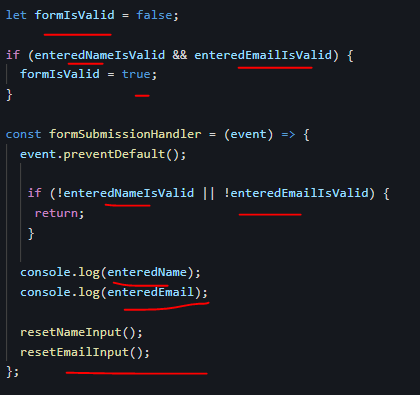 let formIsValid = false;
if (enteredNameIsValid && enteredEmailIsValid) {
formIsValid = true;
}
const formSubmissionHandler = (event) => {
event.preventDefault();
if (!enteredNameIsValid || !enteredEmailIsValid) {
return;
}
console.log(enteredName);
console.log(enteredEmail);
resetNameInput();
resetEmailInput();
};